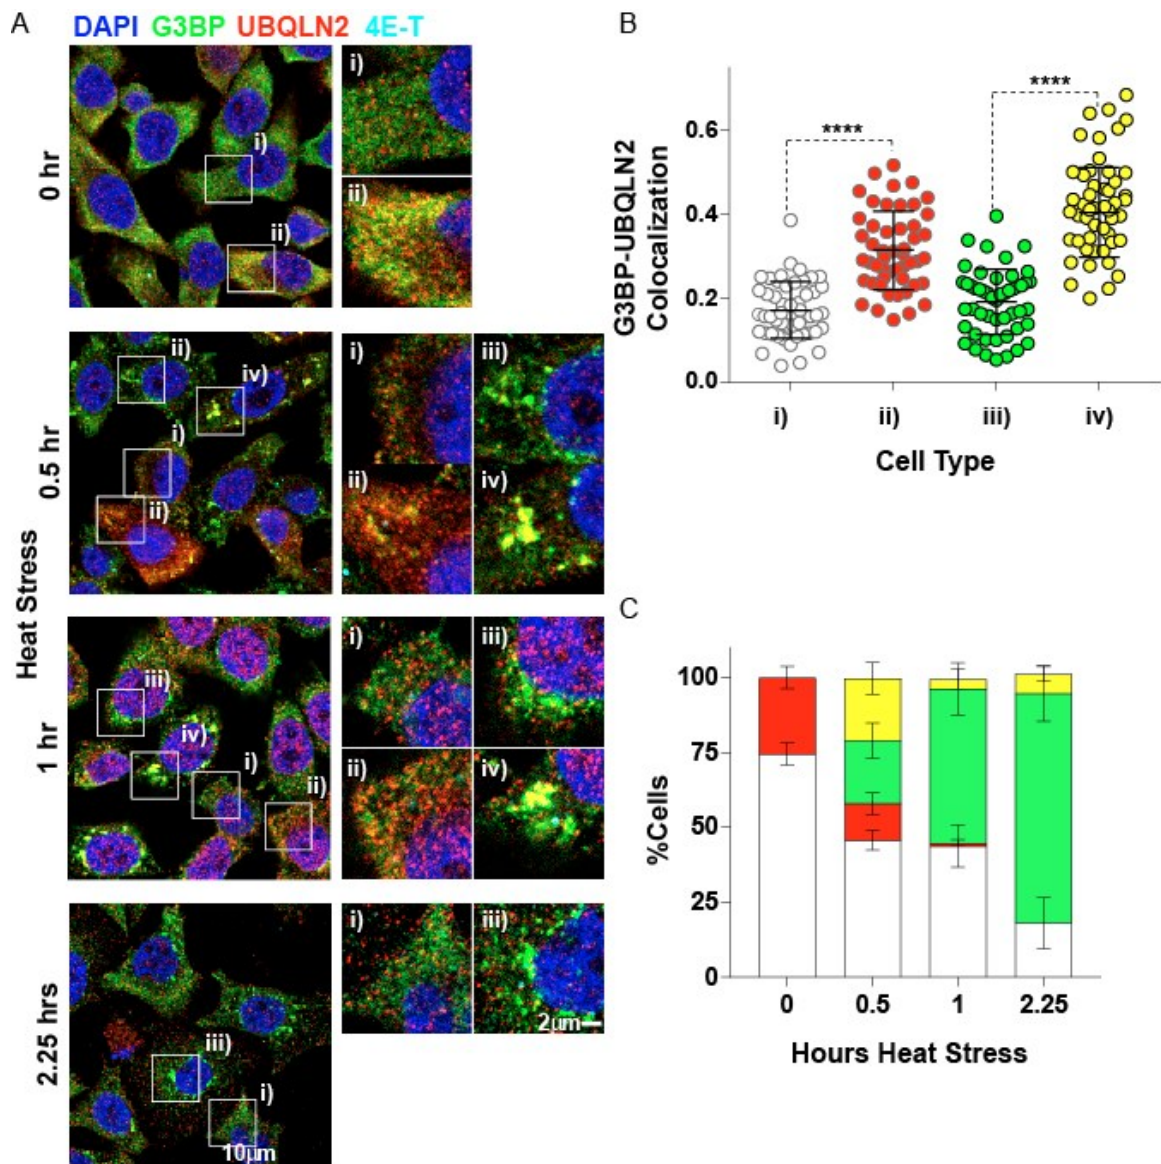 A
DAPI G3BP UBQLN2 4E-T
Heat Stress
0 hr
i)
ii)
i)
ii)
0.5 hr
ii)
iv)
i)
ii)
i)
iii)
ii)
iv)
1 hr
iii)
iv)
i)
ii)
i)
iii)
ii)
iv)
2.25 hrs
iii)
i)
10µm
i)
iii)
2µm
B
G3BP-UBQLN2
Colocalization
0.6
0.4
0.2
0.0
****
****
i) ii) iii) iv)
Cell Type
C
%Cells
100
75
50
25
0
0 0.5 1 2.25
Hours Heat Stress